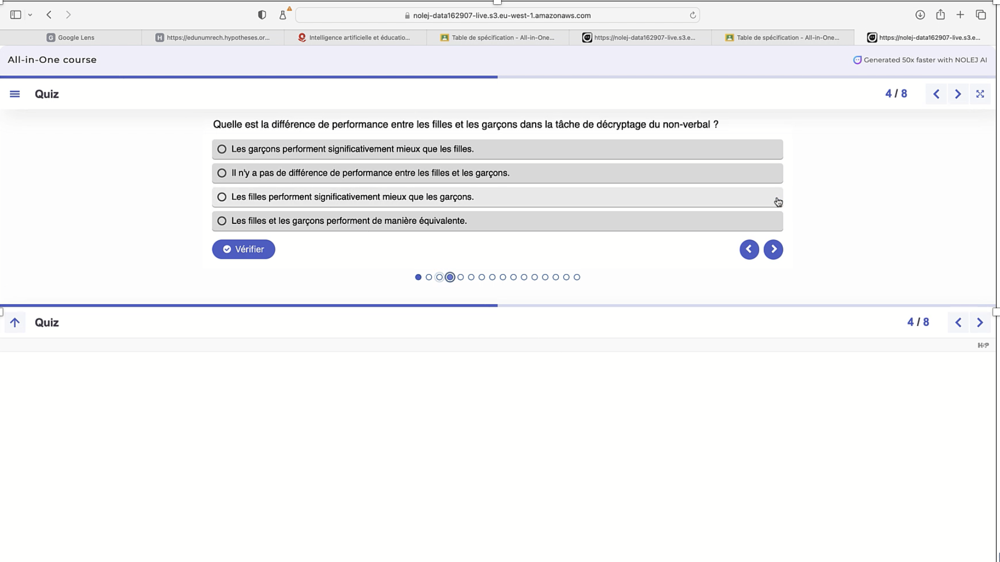 nolej-data162907-live.s3.eu-west-1.amazonaws.com
G Google Lens
H https://edunumrech.hypotheses.or...
Intelligence artificielle et éducatio...
Table de spécification - All-in-One...
https://nolej-data162907-live.s3.e...
Table de spécification - All-in-One...
https://nolej-data162907-live.s3.e...
All-in-One course
Generated 50x faster with NOLEJ AI
Quiz
4 / 8
Quelle est la différence de performance entre les filles et les garçons dans la tâche de décryptage du non-verbal ?
Les garçons performent significativement mieux que les filles.
Il n'y a pas de différence de performance entre les filles et les garçons.
Les filles performent significativement mieux que les garçons.
Les filles et les garçons performent de manière équivalente.
Vérifier
Quiz
4 / 8
H5P